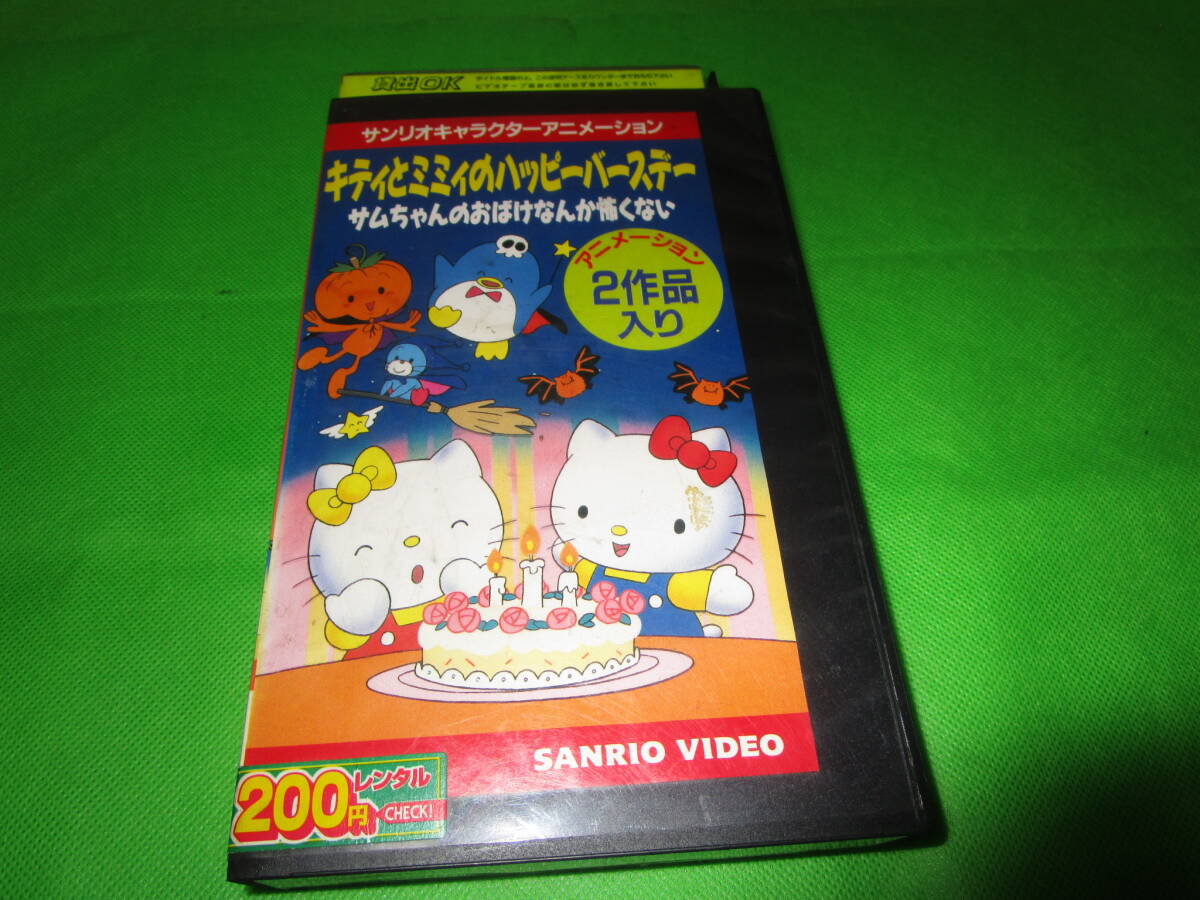 貸出OK
サンリオキャラクターアニメーション
キティとミミィのハッピーバースデー
サムちゃんのおばけなんか怖くない
アニメーション
2作品
入り
SANRIO VIDEO
レンタル
200円
CHECK!